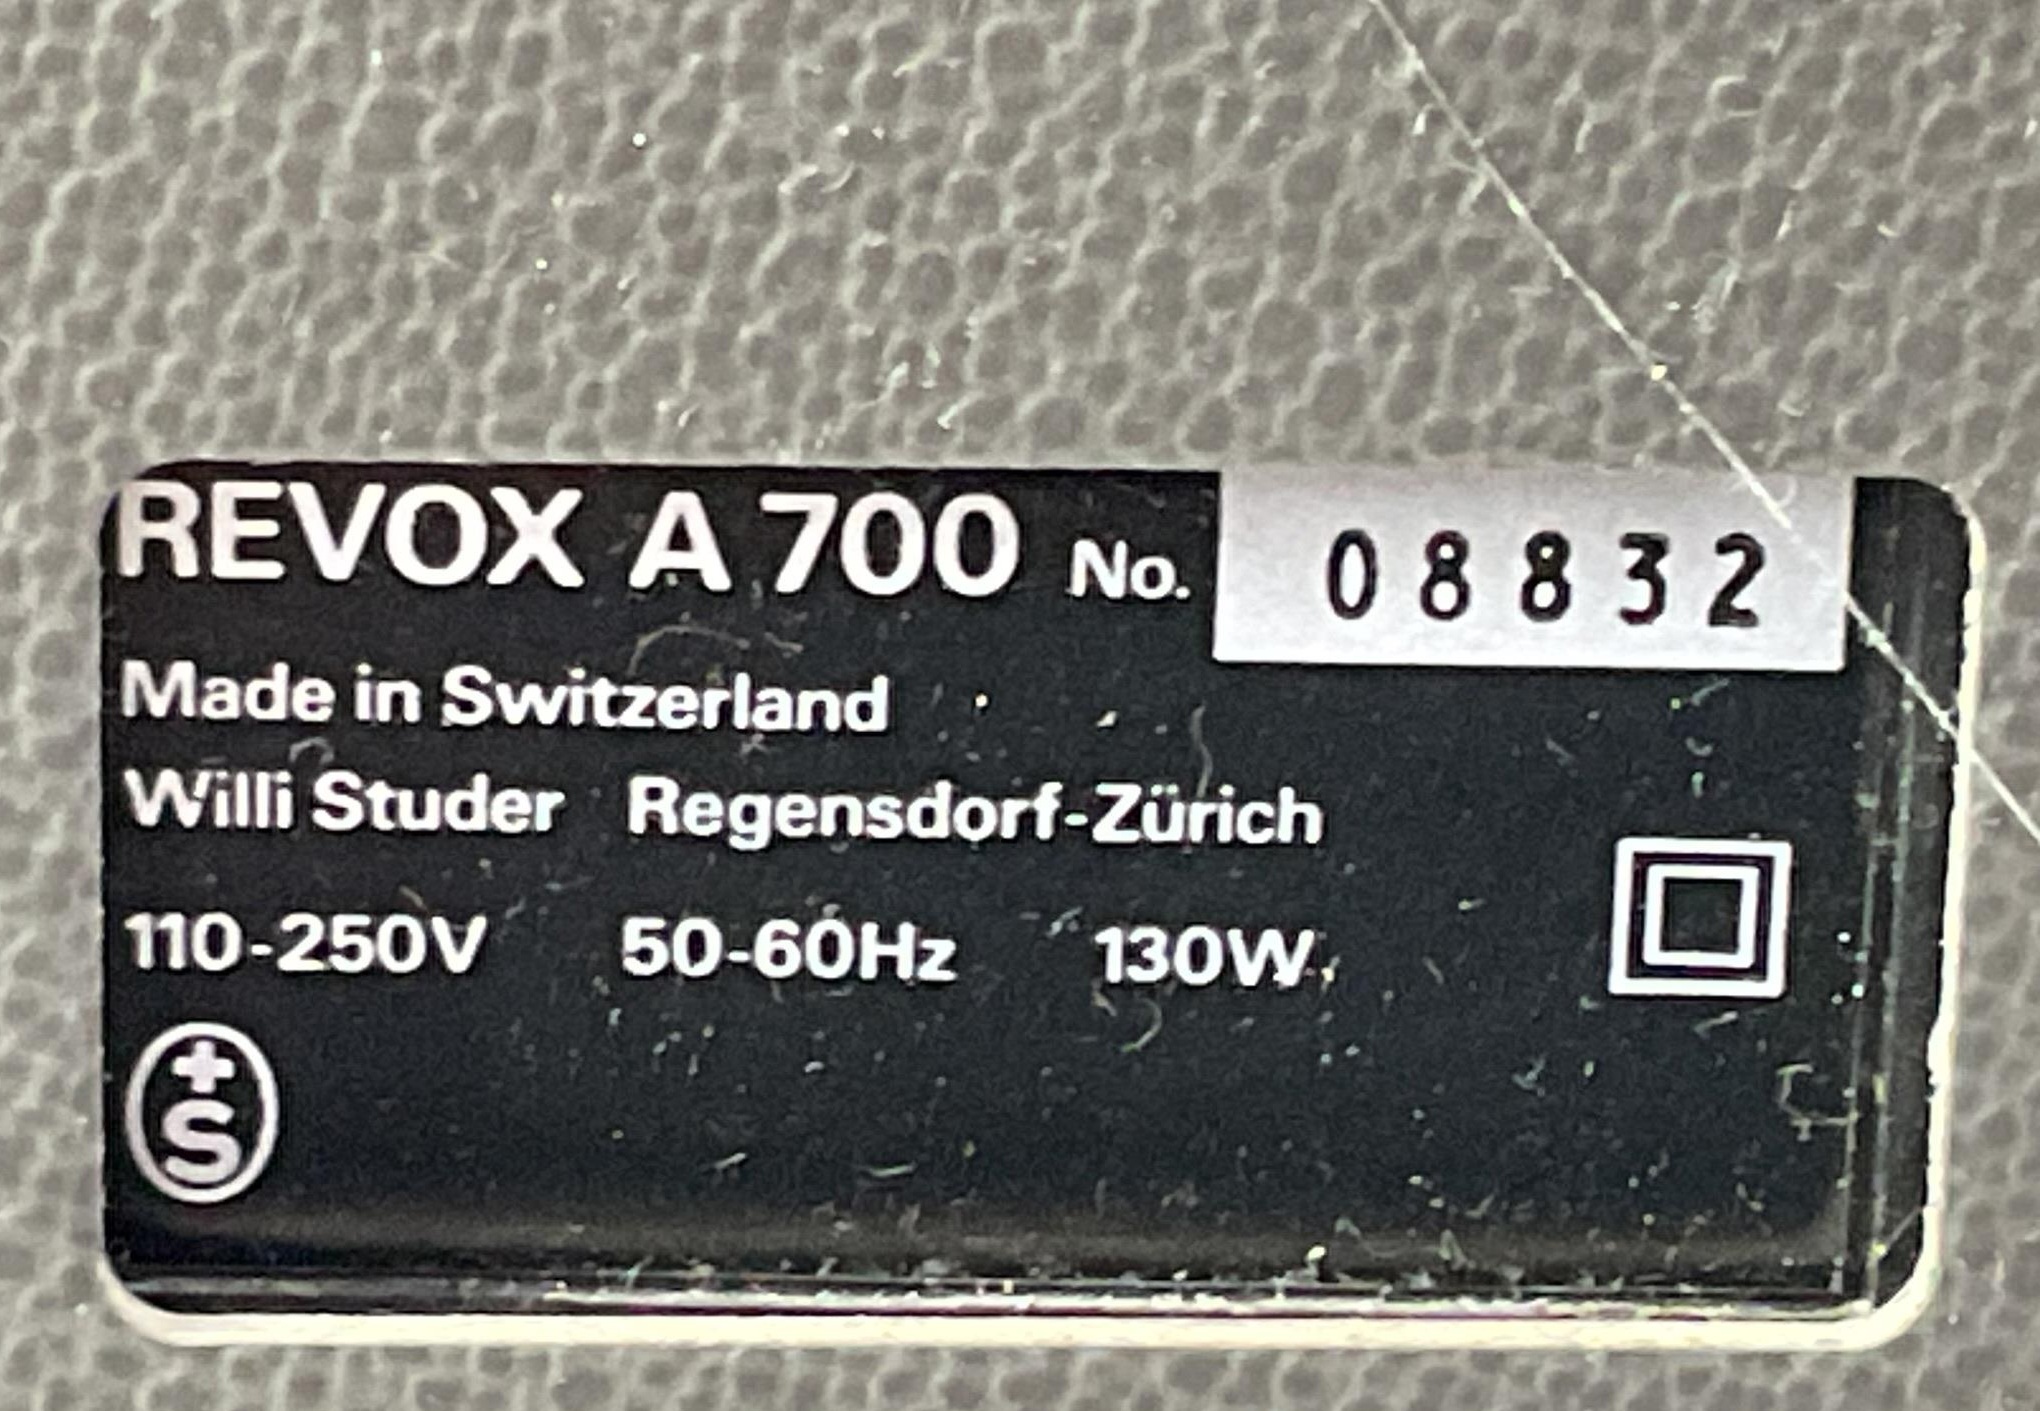 REVOX A 700 No. 08832
Made in Switzerland
Willi Studer Regensdorf-Zürich
110-250V 50-60Hz 130W
+S